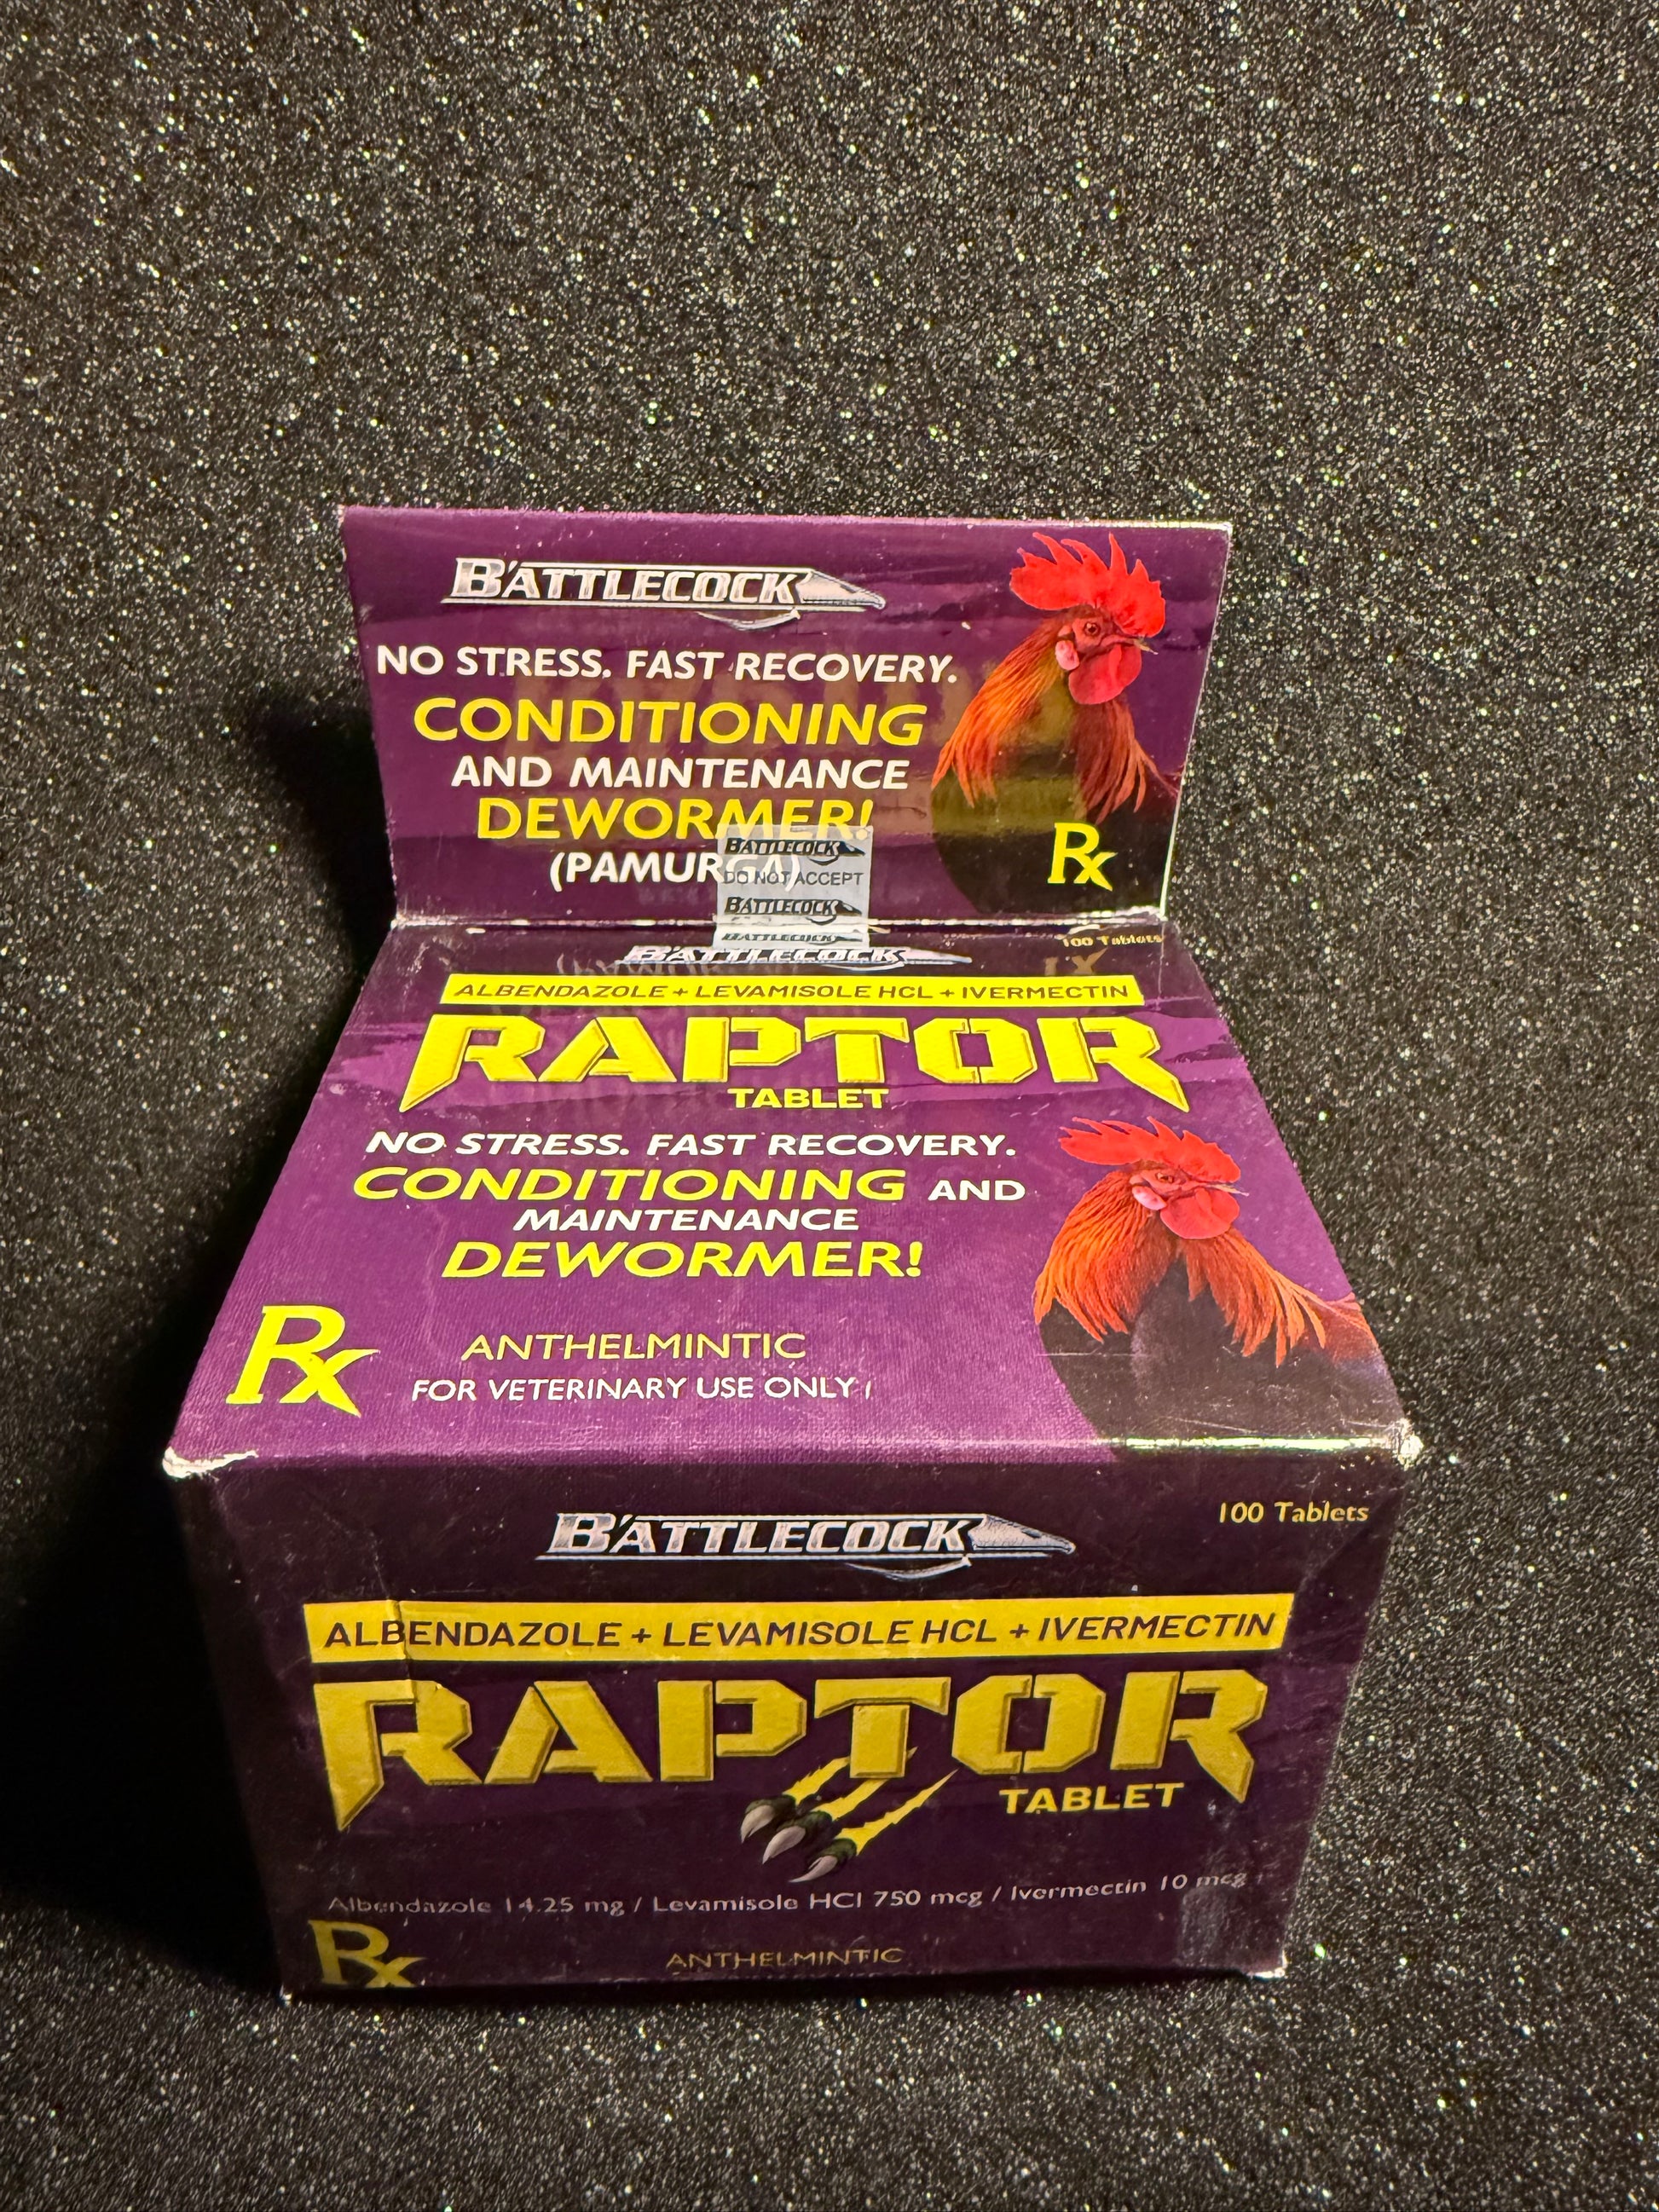 B'ATTLECOCK
NO STRESS. FAST RECOVERY.
CONDITIONING
AND MAINTENANCE
DEWORMER!
(PAMURGA)
Rx
BATTLECOCK
DO NOT ACCEPT
BATTLECOCK
BATTLECOCK
100 Tablets
BATTLECOCK
ALBENDAZOLE + LEVAMISOLE HCL + IVERMECTIN
RAPTOR
TABLET
NO STRESS. FAST RECOVERY.
CONDITIONING AND
MAINTENANCE
DEWORMER!
Rx
ANTHELMINTIC
FOR VETERINARY USE ONLY
B'ATTLECOCK
100 Tablets
ALBENDAZOLE + LEVAMISOLE HCL + IVERMECTIN
RAPTOR
TABLET
Albendazole 14.25 mg / Levamisole HCl 750 mcg / Ivermectin 10 mcg
Rx
ANTHELMINTIC